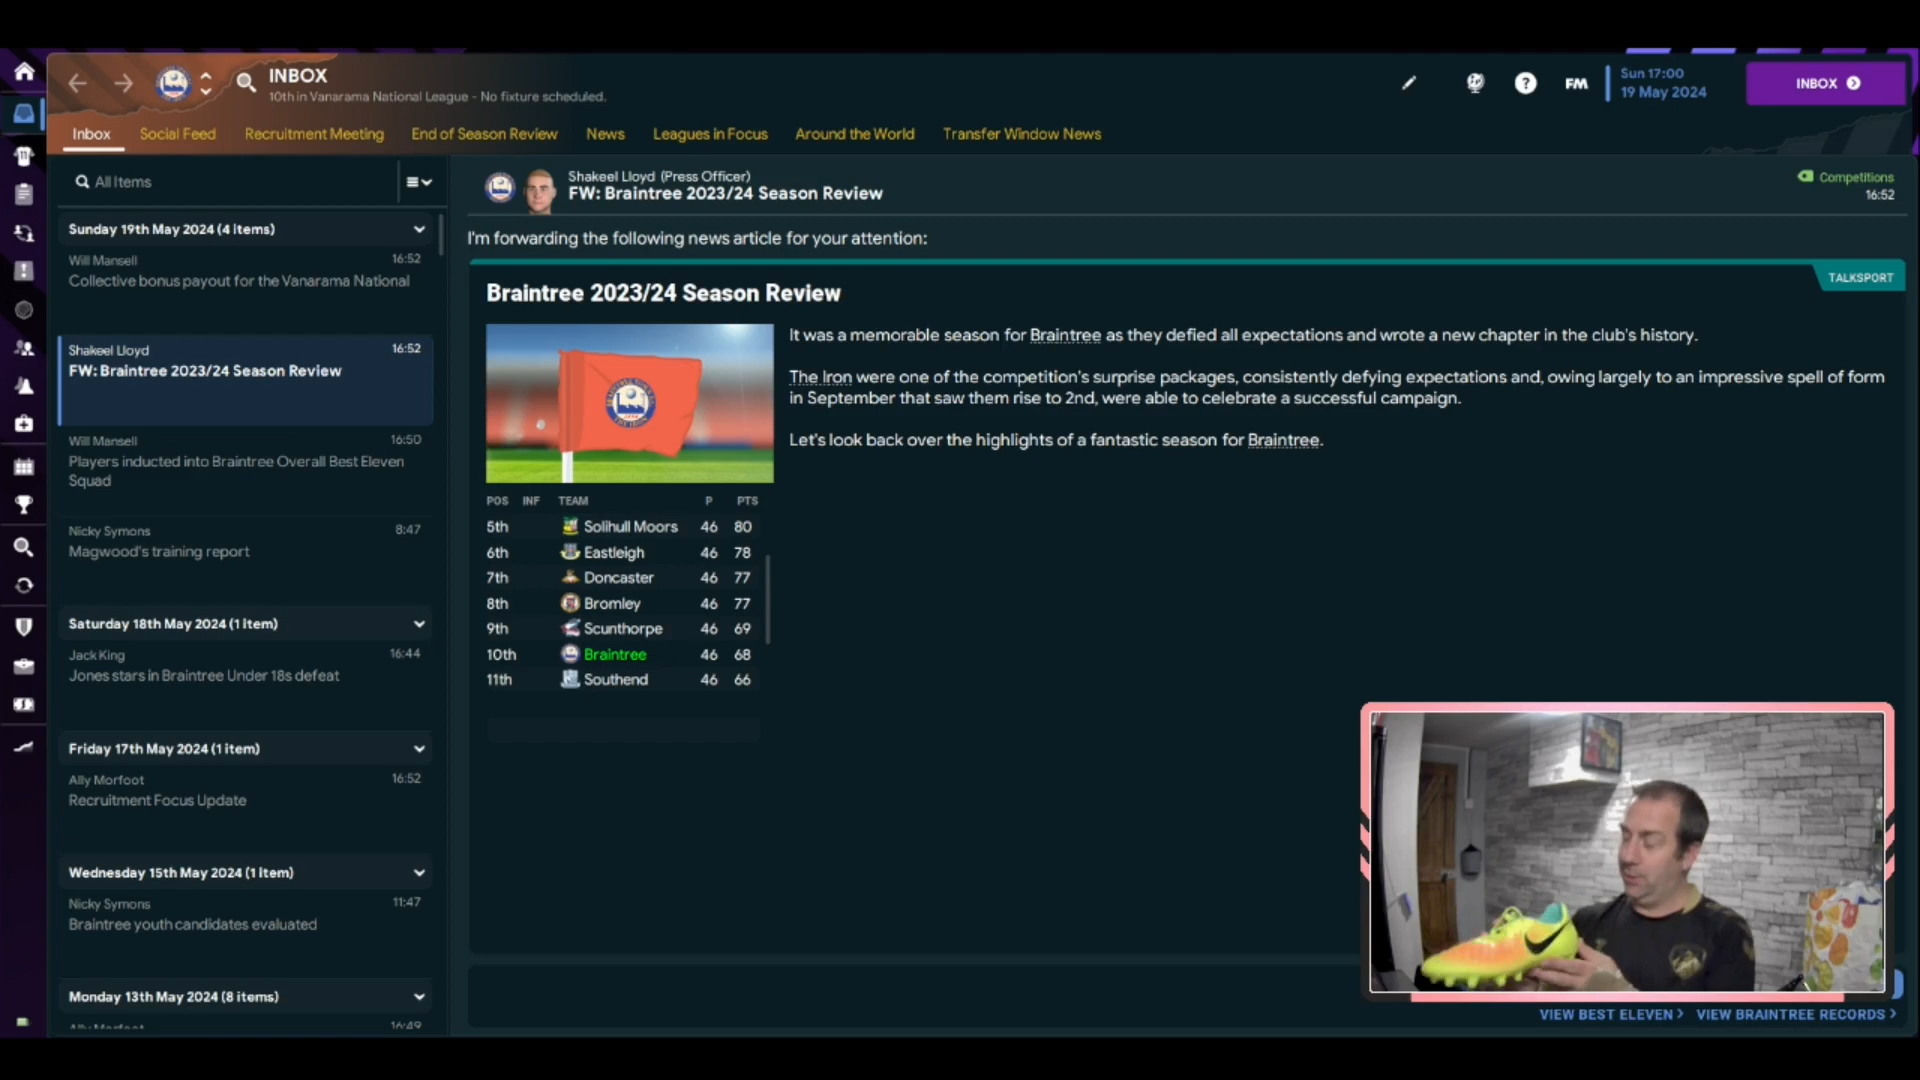 INBOX
10th in Vanarama National League - No fixture scheduled.
FM
Sun 17:00
19 May 2024
INBOX
Inbox
Social Feed
Recruitment Meeting
End of Season Review
News
Leagues in Focus
Around the World
Transfer Window News
All Items
Sunday 19th May 2024 (4 Items)
Will Mansell 16:52
Collective bonus payout for the Vanarama National
Shakeel Lloyd 16:52
FW: Braintree 2023/24 Season Review
Will Mansell 16:50
Players inducted into Braintree Overall Best Eleven
Squad
Nicky Symons 8:47
Magwood's training report
Saturday 18th May 2024 (1 Item)
Jack King 16:44
Jones stars in Braintree Under 18s defeat
Friday 17th May 2024 (1 Item)
Ally Morfoot 16:52
Recruitment Focus Update
Wednesday 15th May 2024 (1 Item)
Nicky Symons 11:47
Braintree youth candidates evaluated
Monday 13th May 2024 (8 Items)
Ally Morfoot 16:49
Shakeel Lloyd (Press Officer)
FW: Braintree 2023/24 Season Review
Competitions
16:52
I'm forwarding the following news article for your attention:
TALKSPORT
Braintree 2023/24 Season Review
It was a memorable season for Braintree as they defied all expectations and wrote a new chapter in the club's history.
The Iron were one of the competition's surprise packages, consistently defying expectations and, owing largely to an impressive spell of form
in September that saw them rise to 2nd, were able to celebrate a successful campaign.
Let's look back over the highlights of a fantastic season for Braintree.
POS INF TEAM P PTS
5th Solihull Moors 46 80
6th Eastleigh 46 78
7th Doncaster 46 77
8th Bromley 46 77
9th Scunthorpe 46 69
10th Braintree 46 68
11th Southend 46 66
VIEW BEST ELEVEN
VIEW BRAINTREE RECORDS